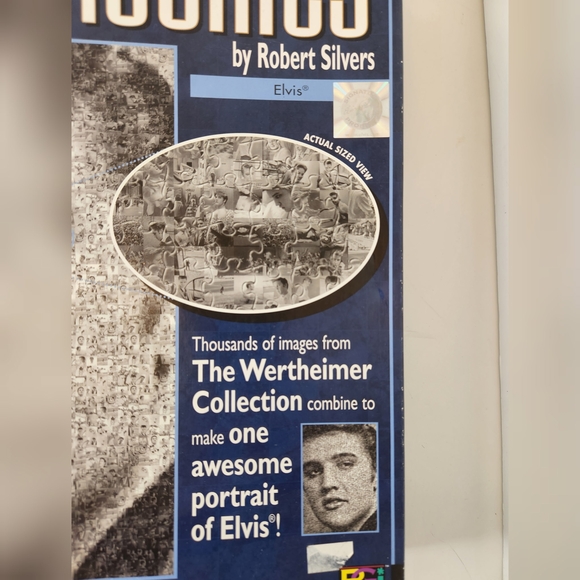 by Robert Silvers
Elvis®
ACTUAL SIZED VIEW
Thousands of images from
The Wertheimer
Collection combine to
make one
awesome
portrait
of Elvis®!